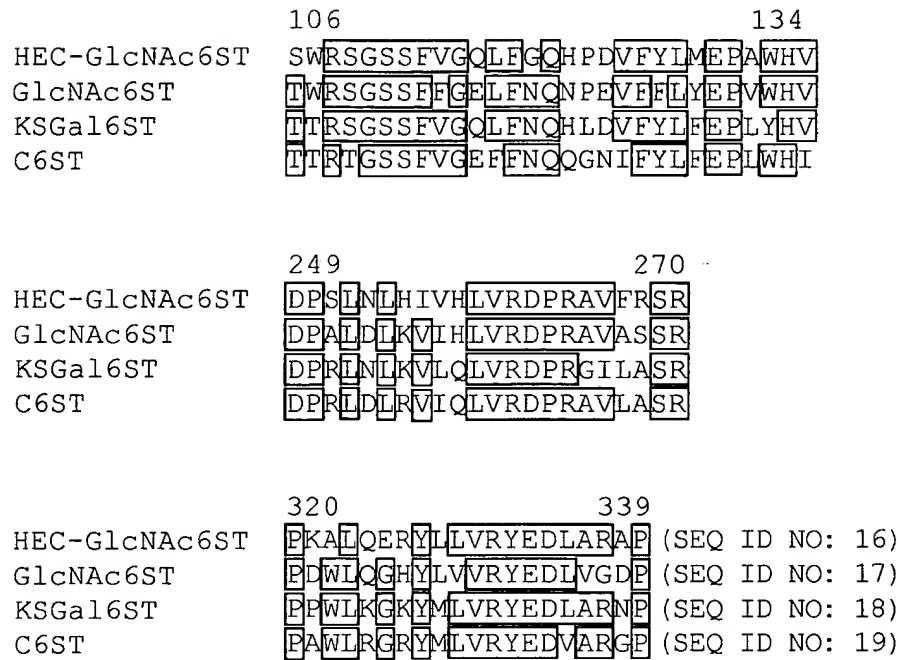 106 134
HEC-GlcNAc6ST SWRSGSSFVGQLFGQHPDVFYLMEPAWHV
GlcNAc6ST TWRSGSSFFGELFNQNPEVFFLYEPVWHV
KSGal6ST TTRSGSSFVGQLFNQHLDVFYLFEPLYHV
C6ST TTRTGSSFVGEFFNQQGNIFYLFEPLWHI
249 270
HEC-GlcNAc6ST DPSLNLHIVHLVRDPRAVFRSR
GlcNAc6ST DPALDLKVIHLVRDPRAVASSR
KSGal6ST DPRLNLKVLQLVRDPRGILASR
C6ST DPRLDLRVIQLVRDPRAVLASR
320 339
HEC-GlcNAc6ST PKALQERYLLVRYEDLARAP (SEQ ID NO: 16)
GlcNAc6ST PDWLQGHYLVVRYEDLVGDP (SEQ ID NO: 17)
KSGal6ST PPWLKGKYMLVRYEDLARNP (SEQ ID NO: 18)
C6ST PAWLRGRYMLVRYEDVARGP (SEQ ID NO: 19)